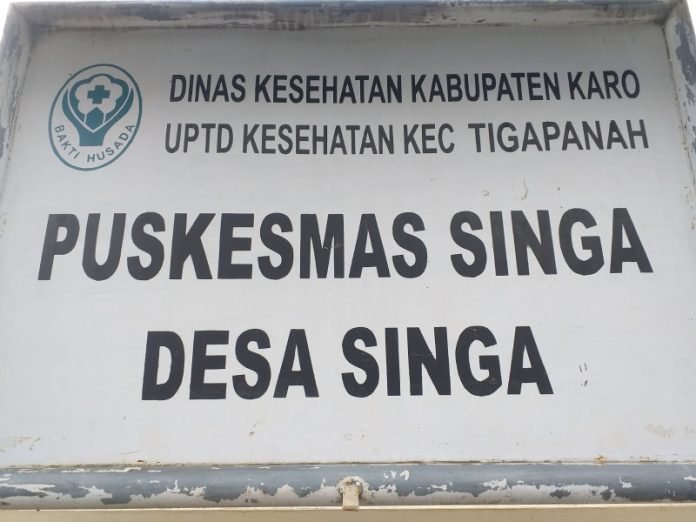 BAKTI HUSADA
DINAS KESEHATAN KABUPATEN KARO
UPTD KESEHATAN KEC TIGAPANAH
PUSKESMAS SINGA
DESA SINGA